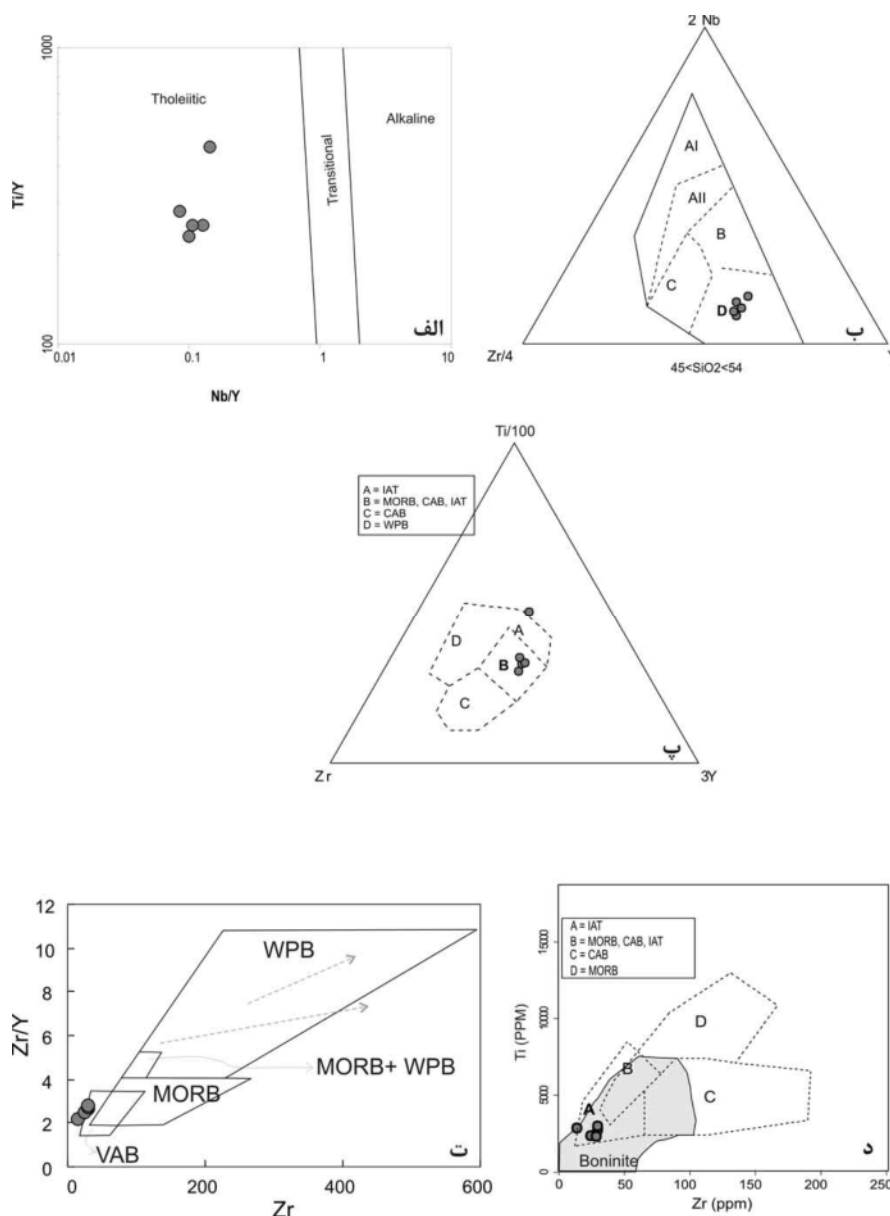 1000
Tholeiitic
Alkaline
Transitional
Ti/Y
100
0.01
0.1
1
10
Nb/Y
الف
2 Nb
AI
AII
B
C
D
Zr/4
45<SiO2<54
ب
Ti/100
A = IAT
B = MORB, CAB, IAT
C = CAB
D = WPB
D
A
B
C
Zr
3Y
پ
12
10
8
6
4
2
0
Zr/Y
WPB
MORB+ WPB
MORB
VAB
0
200
400
600
Zr
ت
15000
10000
5000
0
Ti (PPM)
A = IAT
B = MORB, CAB, IAT
C = CAB
D = MORB
D
B
A
C
Boninite
0
50
100
150
200
250
Zr (ppm)
د